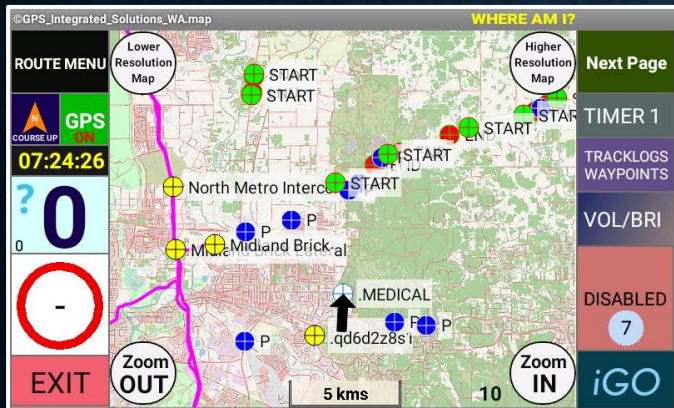 ©GPS_Integrated_Solutions_WA.map
WHERE AM I?
ROUTE MENU
Lower
Resolution
Map
Higher
Resolution
Map
Next Page
START
START
COURSE UP
GPS
ON
07:24:26
TIMER 1
START
START
TRACKLOGS
WAYPOINTS
START
North Metro Interco
?
0
0
P
P
VOL/BRI
Midland Brick
.MEDICAL
DISABLED
7
-
P
P
P
.qd6d2z8s1
EXIT
Zoom
OUT
5 kms
10
Zoom
IN
iGO